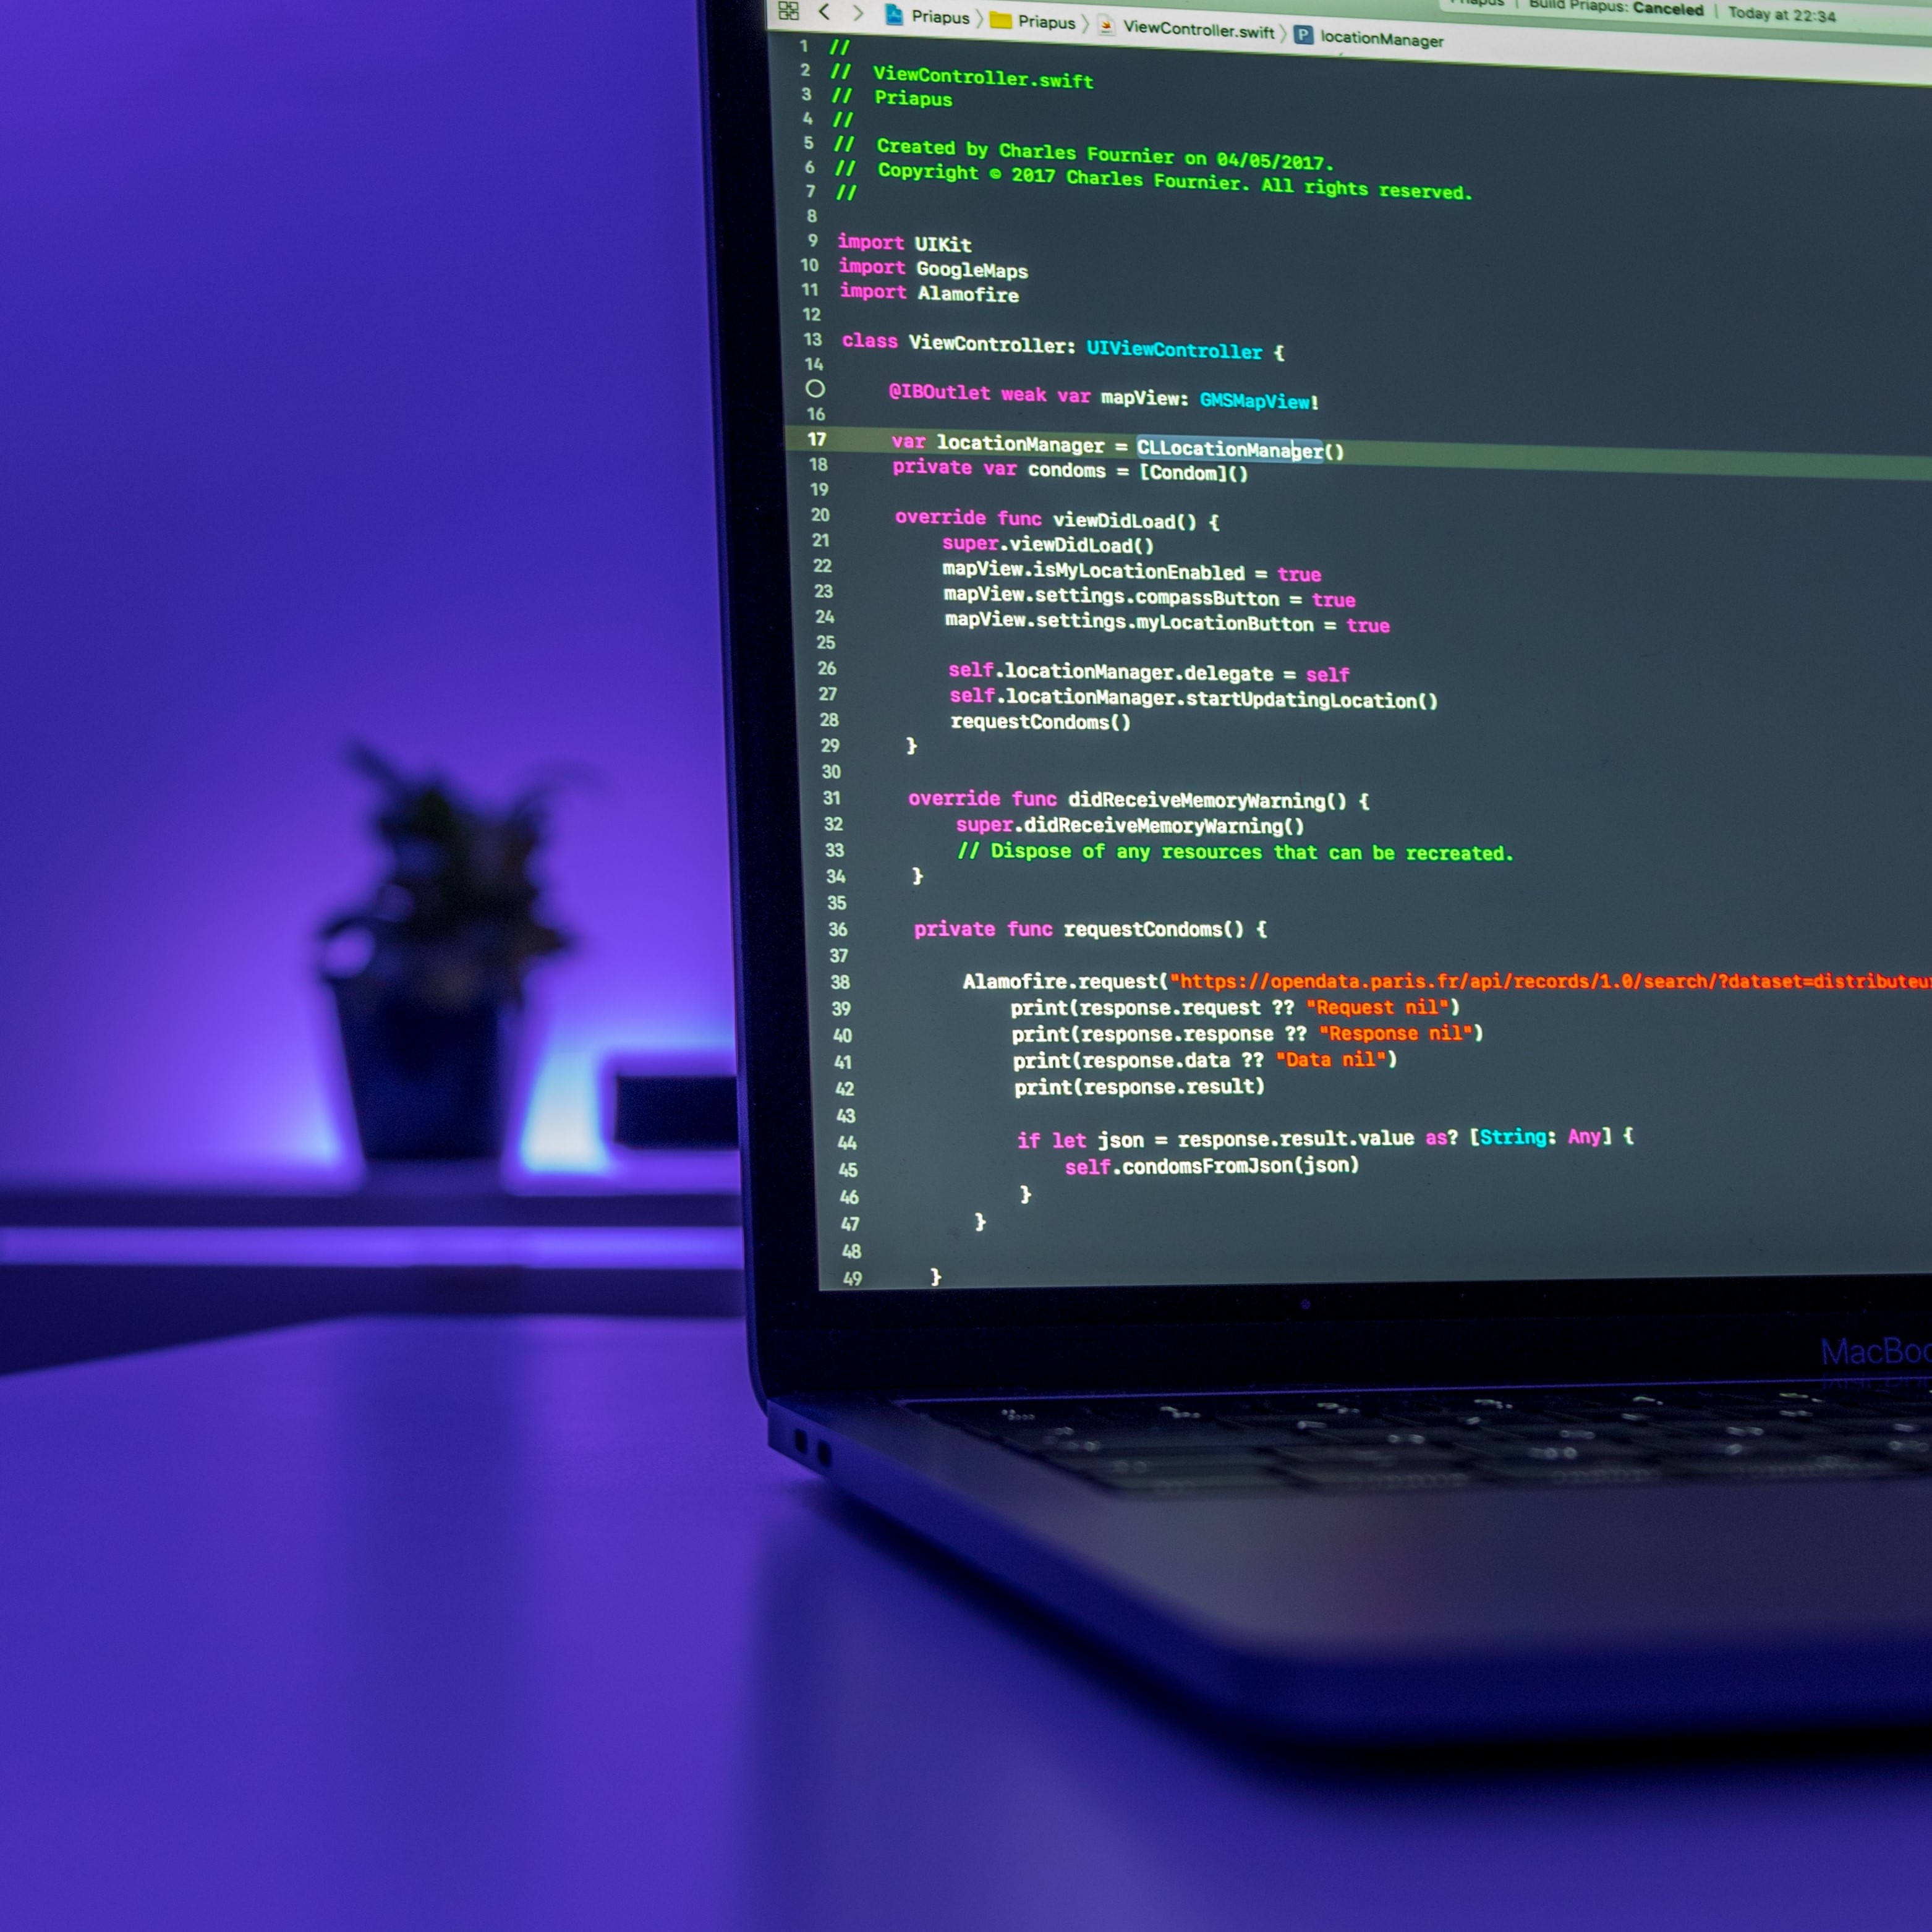 Build Priapus: Canceled | Today at 22:34
Priapus Priapus ViewController.swift P locationManager
1 //
2 //  ViewController.swift
3 //  Priapus
4 //
5 //  Created by Charles Fournier on 04/05/2017.
6 //  Copyright © 2017 Charles Fournier. All rights reserved.
7 //
8
9 import UIKit
10 import GoogleMaps
11 import Alamofire
12
13 class ViewController: UIViewController {
14
@IBOutlet weak var mapView: GMSMapView!
16
17 var locationManager = CLLocationManager()
18 private var condoms = [Condom]()
19
20 override func viewDidLoad() {
21 super.viewDidLoad()
22 mapView.isMyLocationEnabled = true
23 mapView.settings.compassButton = true
24 mapView.settings.myLocationButton = true
25
26 self.locationManager.delegate = self
27 self.locationManager.startUpdatingLocation()
28 requestCondoms()
29 }
30
31 override func didReceiveMemoryWarning() {
32 super.didReceiveMemoryWarning()
33 // Dispose of any resources that can be recreated.
34 }
35
36 private func requestCondoms() {
37
38 Alamofire.request("https://opendata.paris.fr/api/records/1.0/search/?dataset=distributeu
39 print(response.request ?? "Request nil")
40 print(response.response ?? "Response nil")
41 print(response.data ?? "Data nil")
42 print(response.result)
43
44 if let json = response.result.value as? [String: Any] {
45 self.condomsFromJson(json)
46 }
47 }
48
49 }
MacBoo